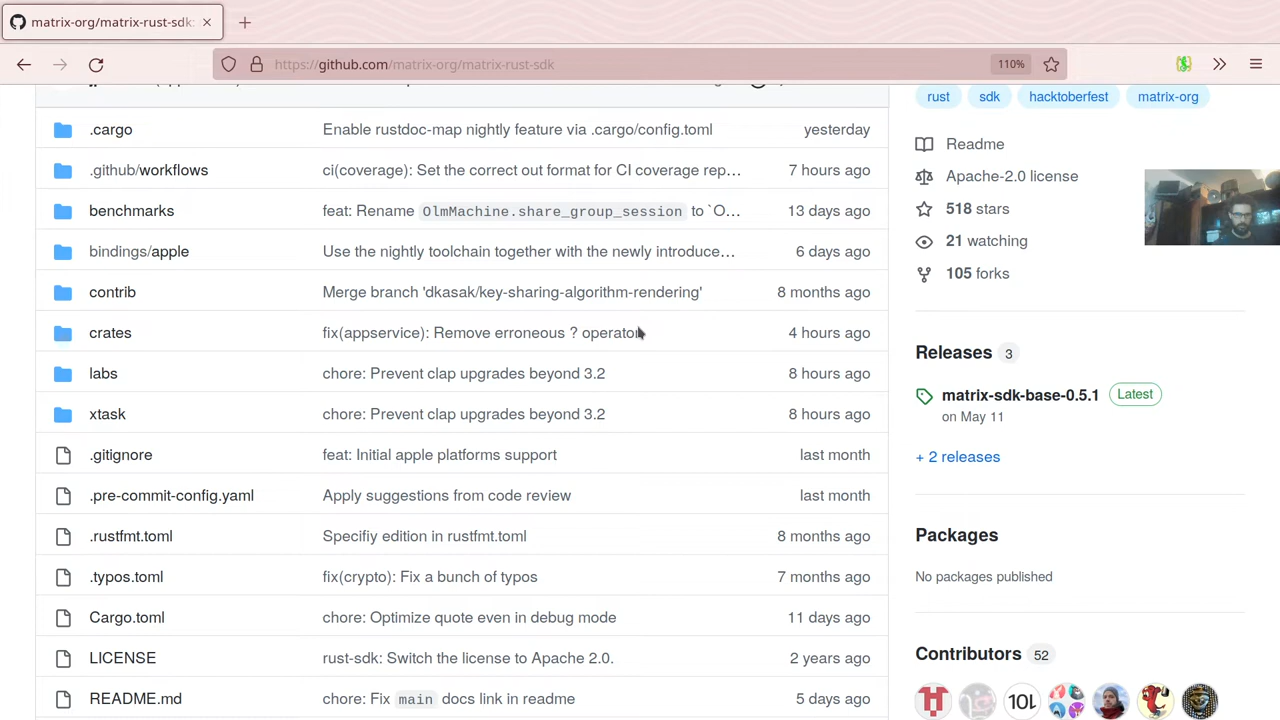 matrix-org/matrix-rust-sdk:
https://github.com/matrix-org/matrix-rust-sdk
110%
.cargo Enable rustdoc-map nightly feature via .cargo/config.toml yesterday
.github/workflows ci(coverage): Set the correct out format for CI coverage rep… 7 hours ago
benchmarks feat: Rename OlmMachine.share_group_session to `O… 13 days ago
bindings/apple Use the nightly toolchain together with the newly introduce… 6 days ago
contrib Merge branch 'dkasak/key-sharing-algorithm-rendering' 8 months ago
crates fix(appservice): Remove erroneous ? operator 4 hours ago
labs chore: Prevent clap upgrades beyond 3.2 8 hours ago
xtask chore: Prevent clap upgrades beyond 3.2 8 hours ago
.gitignore feat: Initial apple platforms support last month
.pre-commit-config.yaml Apply suggestions from code review last month
.rustfmt.toml Specifiy edition in rustfmt.toml 8 months ago
.typos.toml fix(crypto): Fix a bunch of typos 7 months ago
Cargo.toml chore: Optimize quote even in debug mode 11 days ago
LICENSE rust-sdk: Switch the license to Apache 2.0. 2 years ago
README.md chore: Fix main docs link in readme 5 days ago
rust sdk hacktoberfest matrix-org
Readme
Apache-2.0 license
518 stars
21 watching
105 forks
Releases 3
matrix-sdk-base-0.5.1 Latest
on May 11
+ 2 releases
Packages
No packages published
Contributors 52